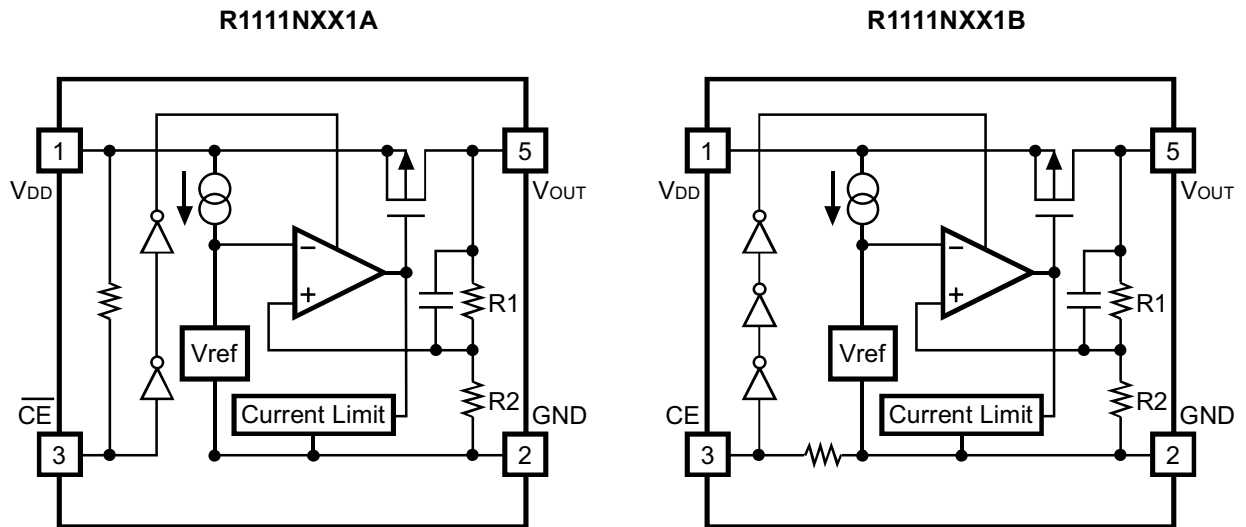 R1111NXX1A
1
VDD
5
VOUT
−
+
R1
Vref
R2
Current Limit
CE
3
GND
2
R1111NXX1B
1
VDD
5
VOUT
−
+
R1
Vref
R2
Current Limit
CE
3
GND
2